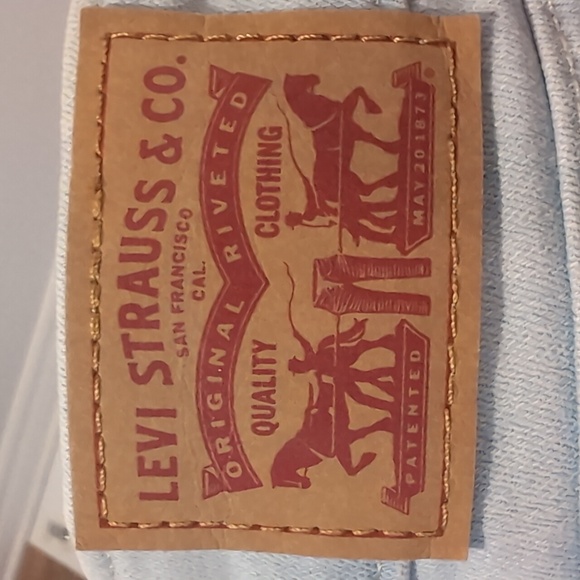 LEVI STRAUSS & CO.
SAN FRANCISCO
CAL.
ORIGINAL RIVETED
QUALITY CLOTHING
PATENTED MAY 20 1873
®